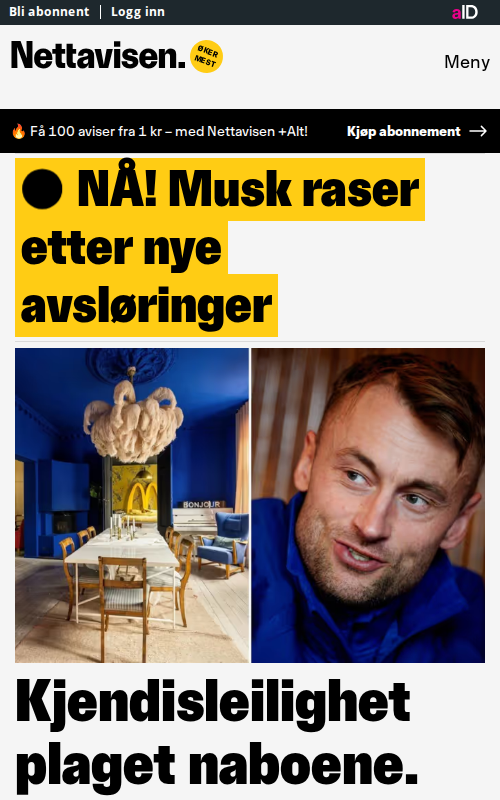 Bli abonnent | Logg inn
aID
Nettavisen.
ØKER
MEST
Meny
🔥 Få 100 aviser fra 1 kr – med Nettavisen +Alt!
Kjøp abonnement →
NÅ! Musk raser
etter nye
avsløringer
BONJOUR
Kjendisleilighet
plaget naboene.